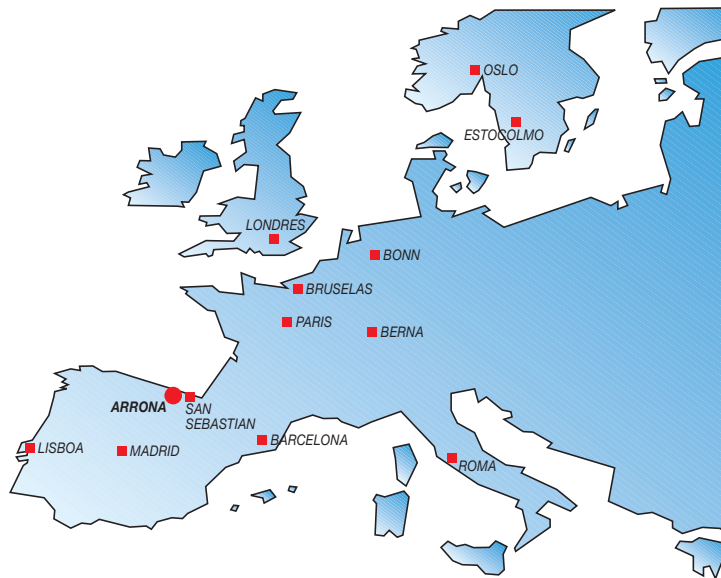 OSLO
ESTOCOLMO
LONDRES
BONN
BRUSELAS
PARIS
BERNA
ARRONA
SAN
SEBASTIAN
BARCELONA
LISBOA
MADRID
ROMA